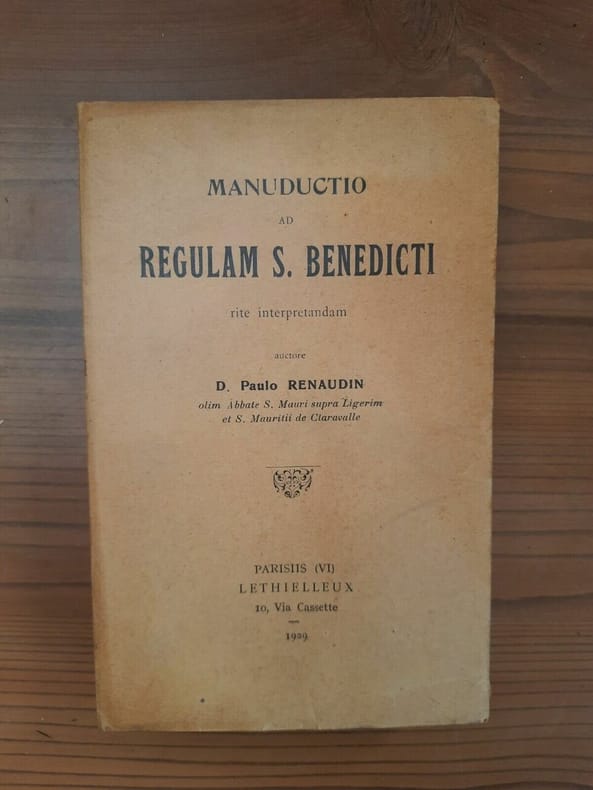 MANUDUCTIO
AD
REGULAM S. BENEDICTI
rite interpretandam
auctore
D. Paulo RENAUDIN
olim Abbate S. Mauri supra Ligerim
et S. Mauritii de Claravalle
PARISIIS (VI)
LETHIELLEUX
10, Via Cassette
1929